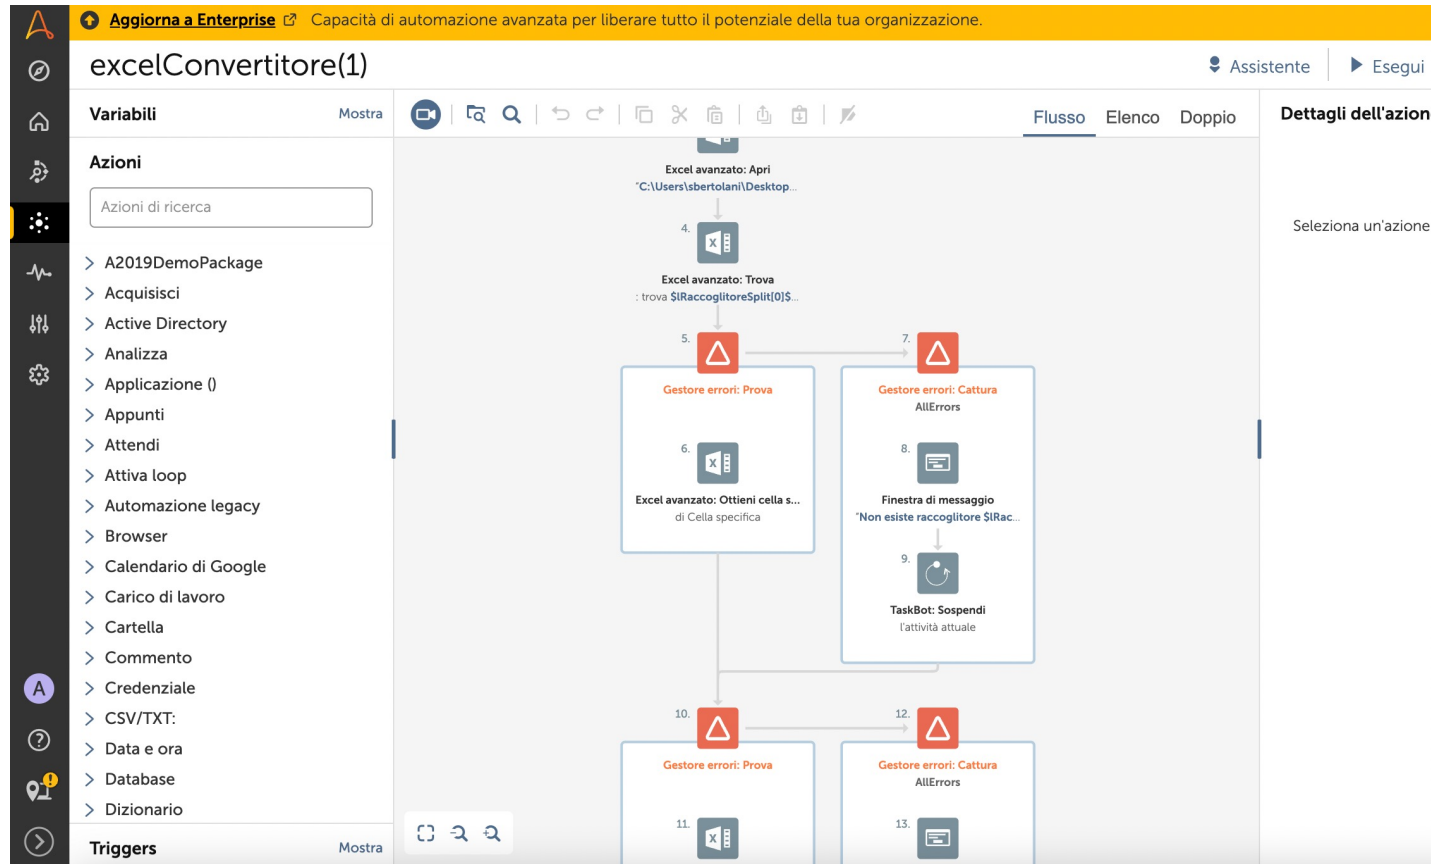 Aggiorna a Enterprise Capacità di automazione avanzata per liberare tutto il potenziale della tua organizzazione.
excelConvertitore(1)
Assistente
Esegui
Variabili
Mostra
Flusso
Elenco
Doppio
Dettagli dell'azion
Azioni
Azioni di ricerca
A2019DemoPackage
Acquisisci
Active Directory
Analizza
Applicazione ()
Appunti
Attendi
Attiva loop
Automazione legacy
Browser
Calendario di Google
Carico di lavoro
Cartella
Commento
Credenziale
CSV/TXT:
Data e ora
Database
Dizionario
Triggers
Mostra
A
Excel avanzato: Apri
"C:\Users\sbertolani\Desktop...
4.
Excel avanzato: Trova
: trova $lRaccoglitoreSplit[0]$...
5.
Gestore errori: Prova
6.
Excel avanzato: Ottieni cella s...
di Cella specifica
7.
Gestore errori: Cattura
AllErrors
8.
Finestra di messaggio
"Non esiste raccoglitore $lRac...
9.
TaskBot: Sospendi
l'attività attuale
10.
Gestore errori: Prova
11.
12.
Gestore errori: Cattura
AllErrors
13.
Seleziona un'azione